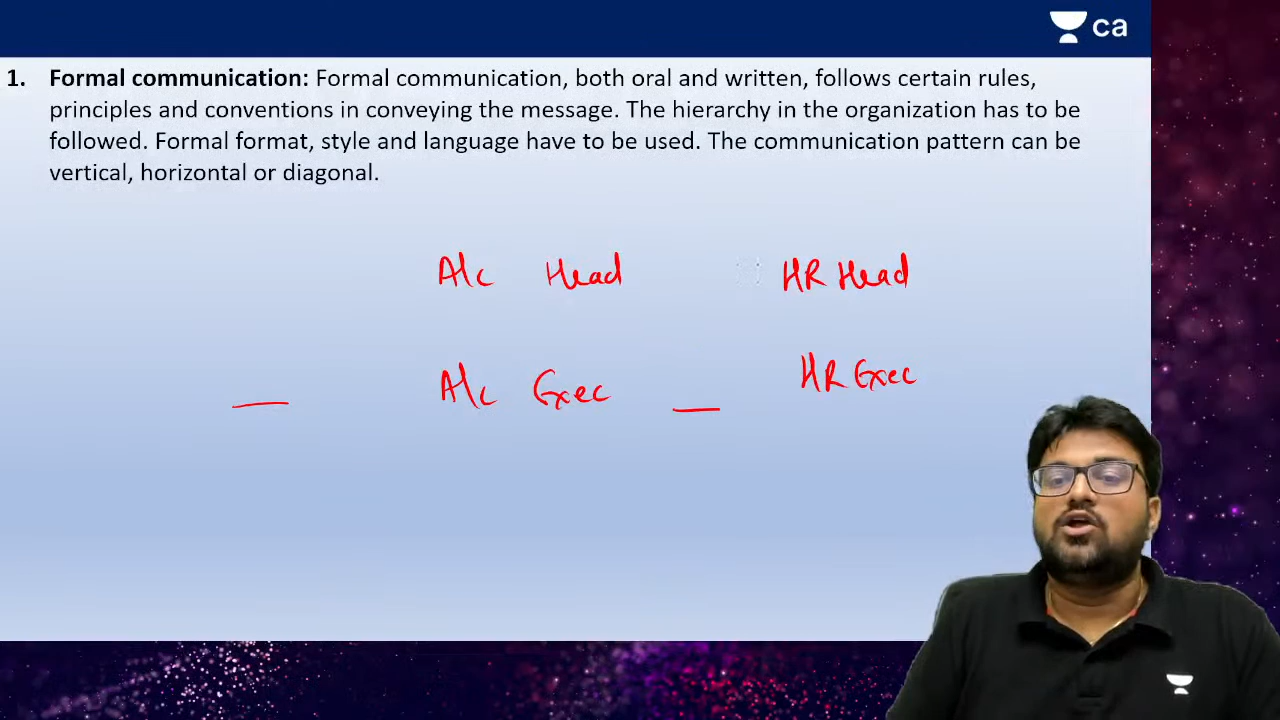 ca
1. Formal communication: Formal communication, both oral and written, follows certain rules,
principles and conventions in conveying the message. The hierarchy in the organization has to be
followed. Formal format, style and language have to be used. The communication pattern can be
vertical, horizontal or diagonal.
A/c Head HR Head
A/c Exec HR Exec